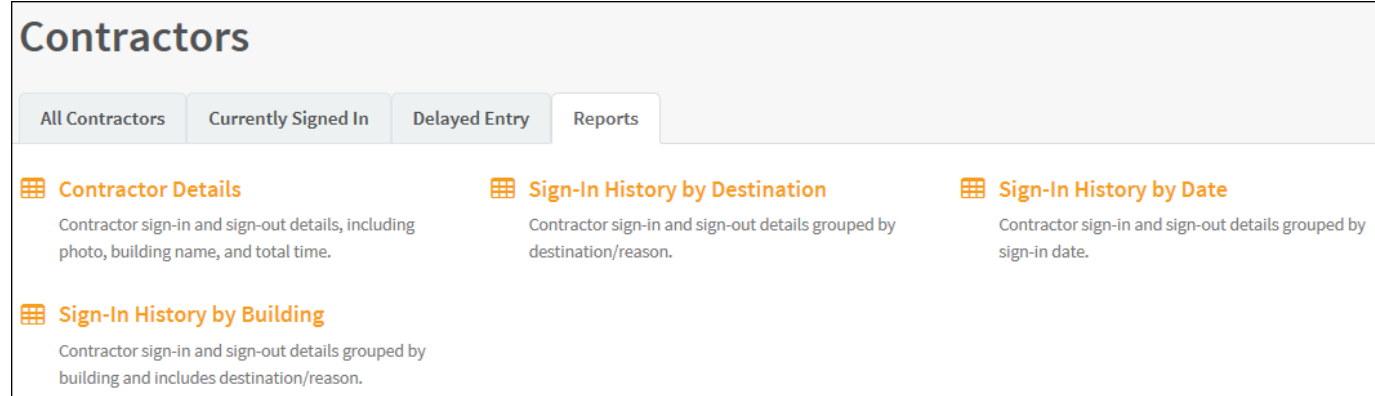 Contractors
All Contractors
Currently Signed In
Delayed Entry
Reports
Contractor Details
Contractor sign-in and sign-out details, including
photo, building name, and total time.
Sign-In History by Destination
Contractor sign-in and sign-out details grouped by
destination/reason.
Sign-In History by Date
Contractor sign-in and sign-out details grouped by
sign-in date.
Sign-In History by Building
Contractor sign-in and sign-out details grouped by
building and includes destination/reason.